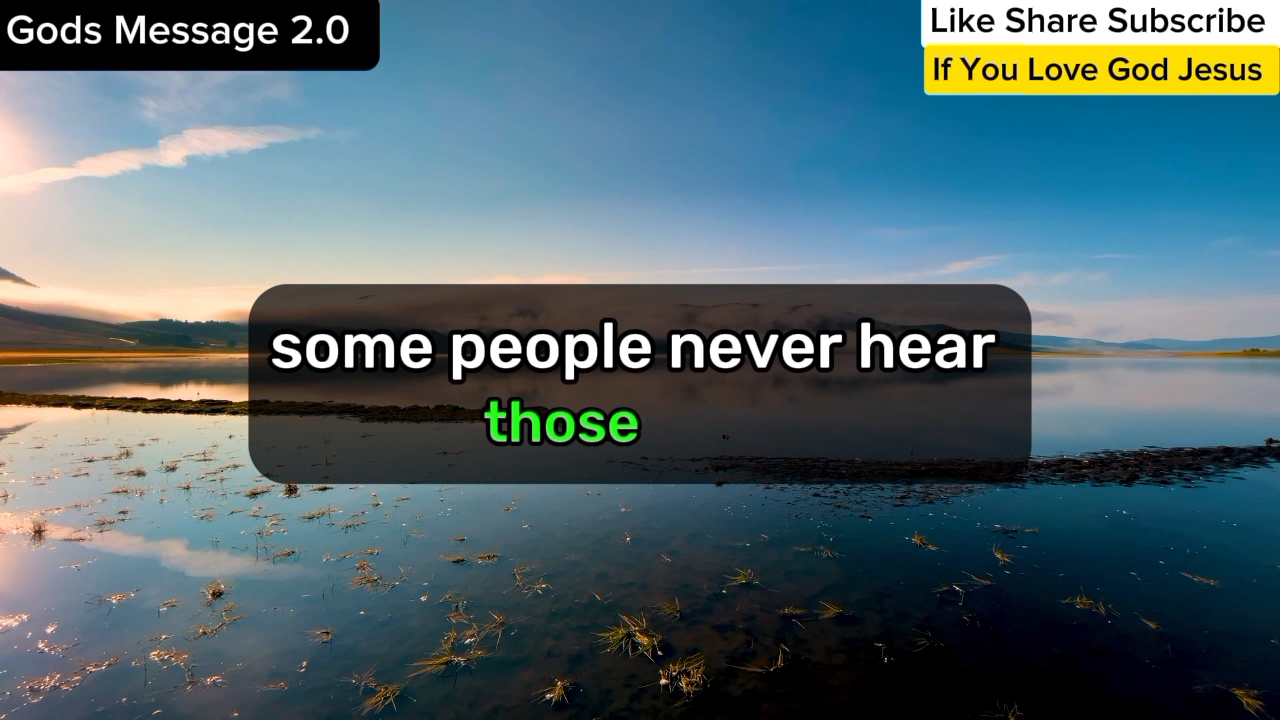 Gods Message 2.0
Like Share Subscribe
If You Love God Jesus
some people never hear
those